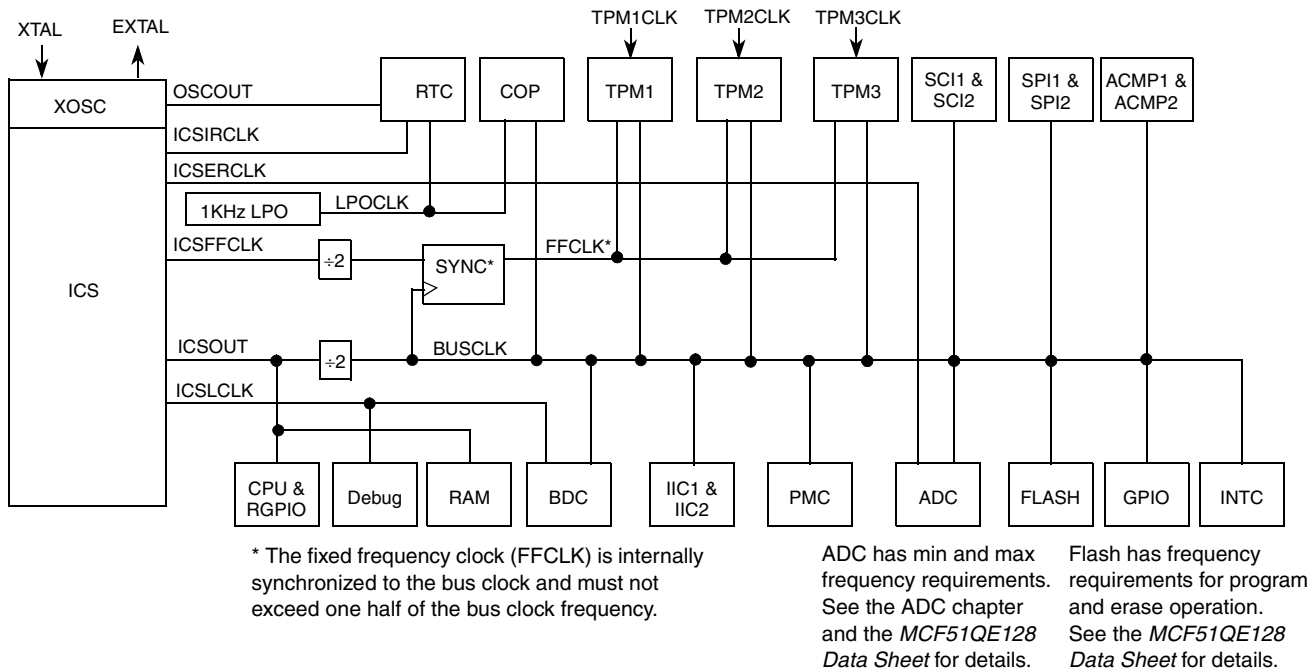 TPM1CLK TPM2CLK TPM3CLK
XTAL EXTAL
XOSC
OSCOUT
RTC
COP
TPM1
TPM2
TPM3
SCI1 &
SCI2
SPI1 &
SPI2
ACMP1 &
ACMP2
ICSIRCLK
ICSERCLK
1KHz LPO
LPOCLK
ICSFFCLK
÷2
SYNC*
FFCLK*
ICS
ICSOUT
÷2
BUSCLK
ICSLCLK
CPU &
RGPIO
Debug
RAM
BDC
IIC1 &
IIC2
PMC
ADC
FLASH
GPIO
INTC
* The fixed frequency clock (FFCLK) is internally
synchronized to the bus clock and must not
exceed one half of the bus clock frequency.
ADC has min and max
frequency requirements.
See the ADC chapter
and the MCF51QE128
Data Sheet for details.
Flash has frequency
requirements for program
and erase operation.
See the MCF51QE128
Data Sheet for details.